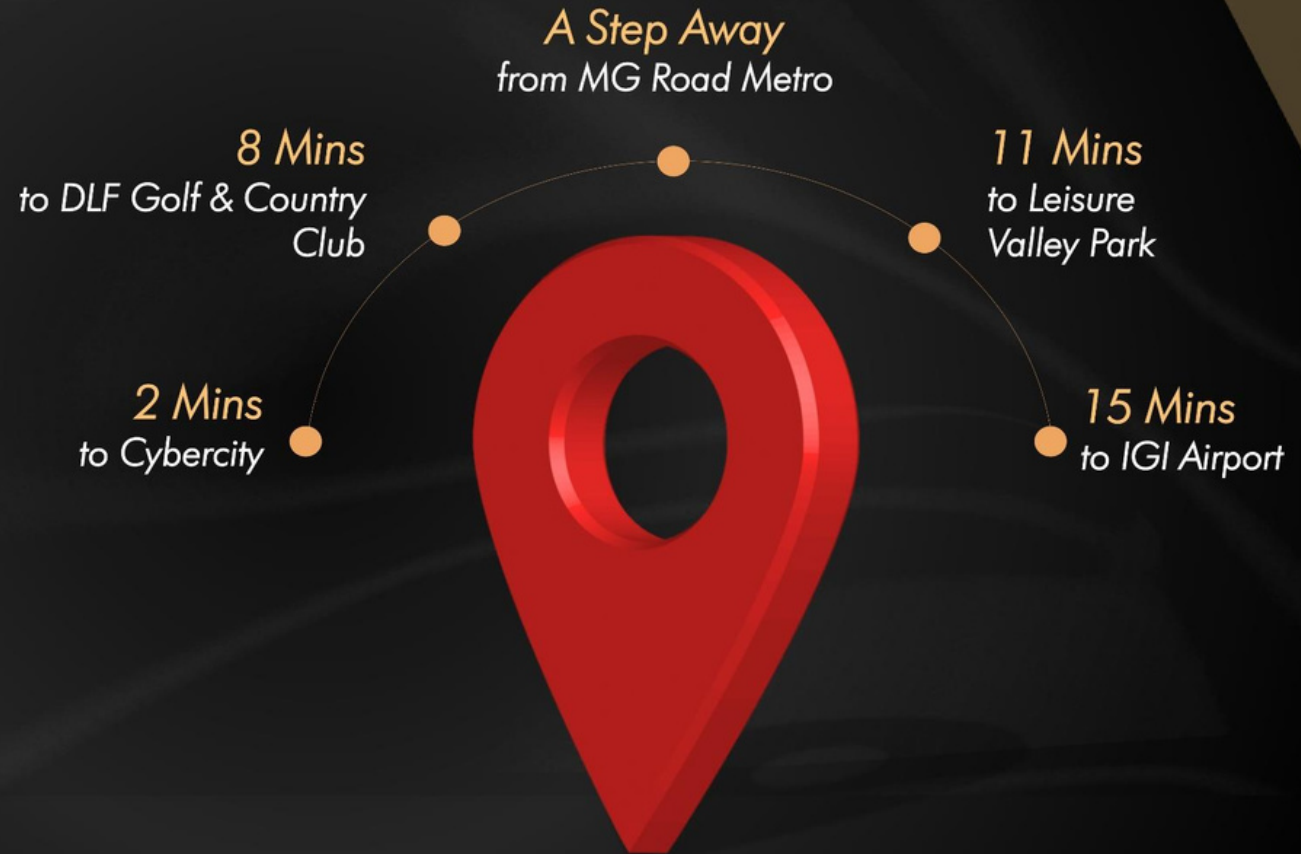 A Step Away
from MG Road Metro
8 Mins
to DLF Golf & Country
Club
11 Mins
to Leisure
Valley Park
2 Mins
to Cybercity
15 Mins
to IGI Airport